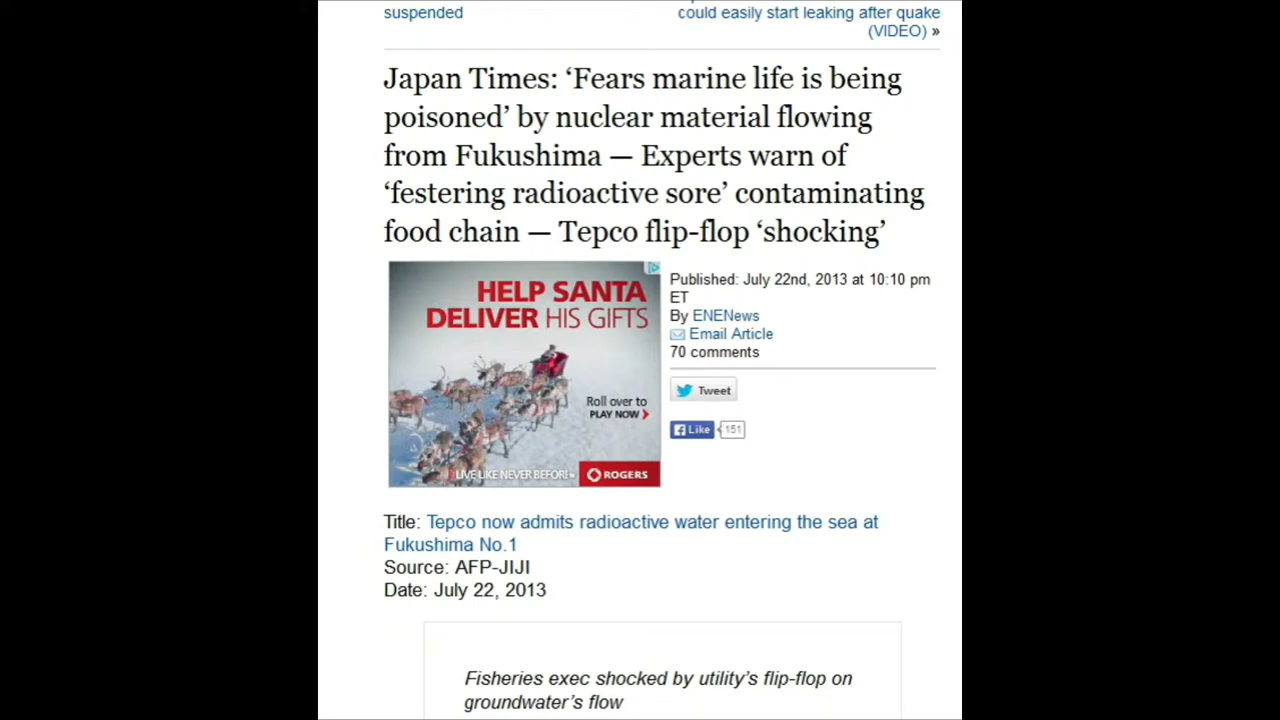 suspended
could easily start leaking after quake
(VIDEO) »
Japan Times: ‘Fears marine life is being
poisoned’ by nuclear material flowing
from Fukushima — Experts warn of
‘festering radioactive sore’ contaminating
food chain — Tepco flip-flop ‘shocking’
HELP SANTA
DELIVER HIS GIFTS
Roll over to
PLAY NOW
LIVE LIKE NEVER BEFORE
ROGERS
Published: July 22nd, 2013 at 10:10 pm
ET
By ENENews
Email Article
70 comments
Tweet
Like 151
Title: Tepco now admits radioactive water entering the sea at
Fukushima No.1
Source: AFP-JIJI
Date: July 22, 2013
Fisheries exec shocked by utility’s flip-flop on
groundwater’s flow